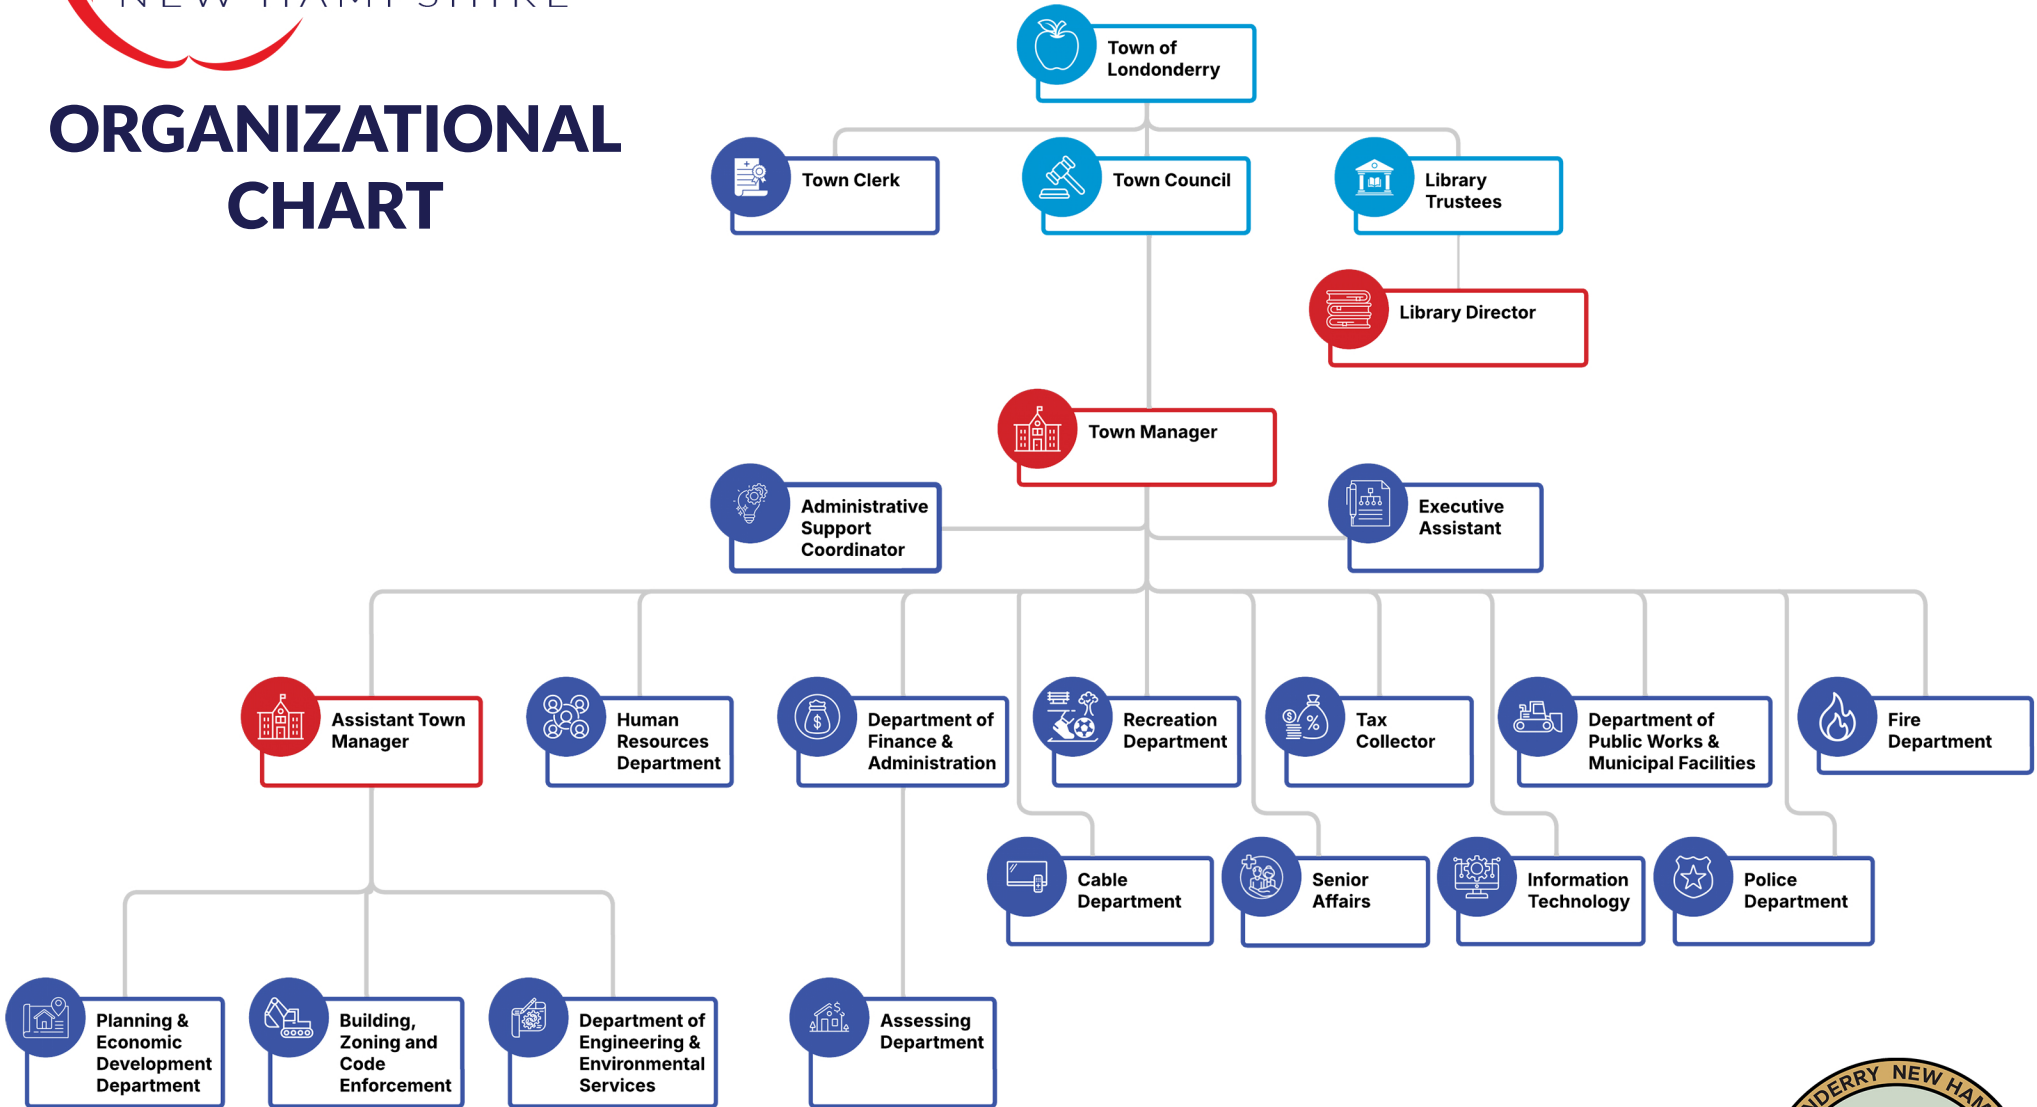 NEW HAMPSHIRE
ORGANIZATIONAL
CHART
Town of
Londonderry
Town Clerk
Town Council
Library
Trustees
Library Director
Town Manager
Administrative
Support
Coordinator
Executive
Assistant
Assistant Town
Manager
Human
Resources
Department
Department of
Finance &
Administration
Recreation
Department
Tax
Collector
Department of
Public Works &
Municipal Facilities
Fire
Department
Cable
Department
Senior
Affairs
Information
Technology
Police
Department
Planning &
Economic
Development
Department
Building,
Zoning and
Code
Enforcement
Department of
Engineering &
Environmental
Services
Assessing
Department
NEW